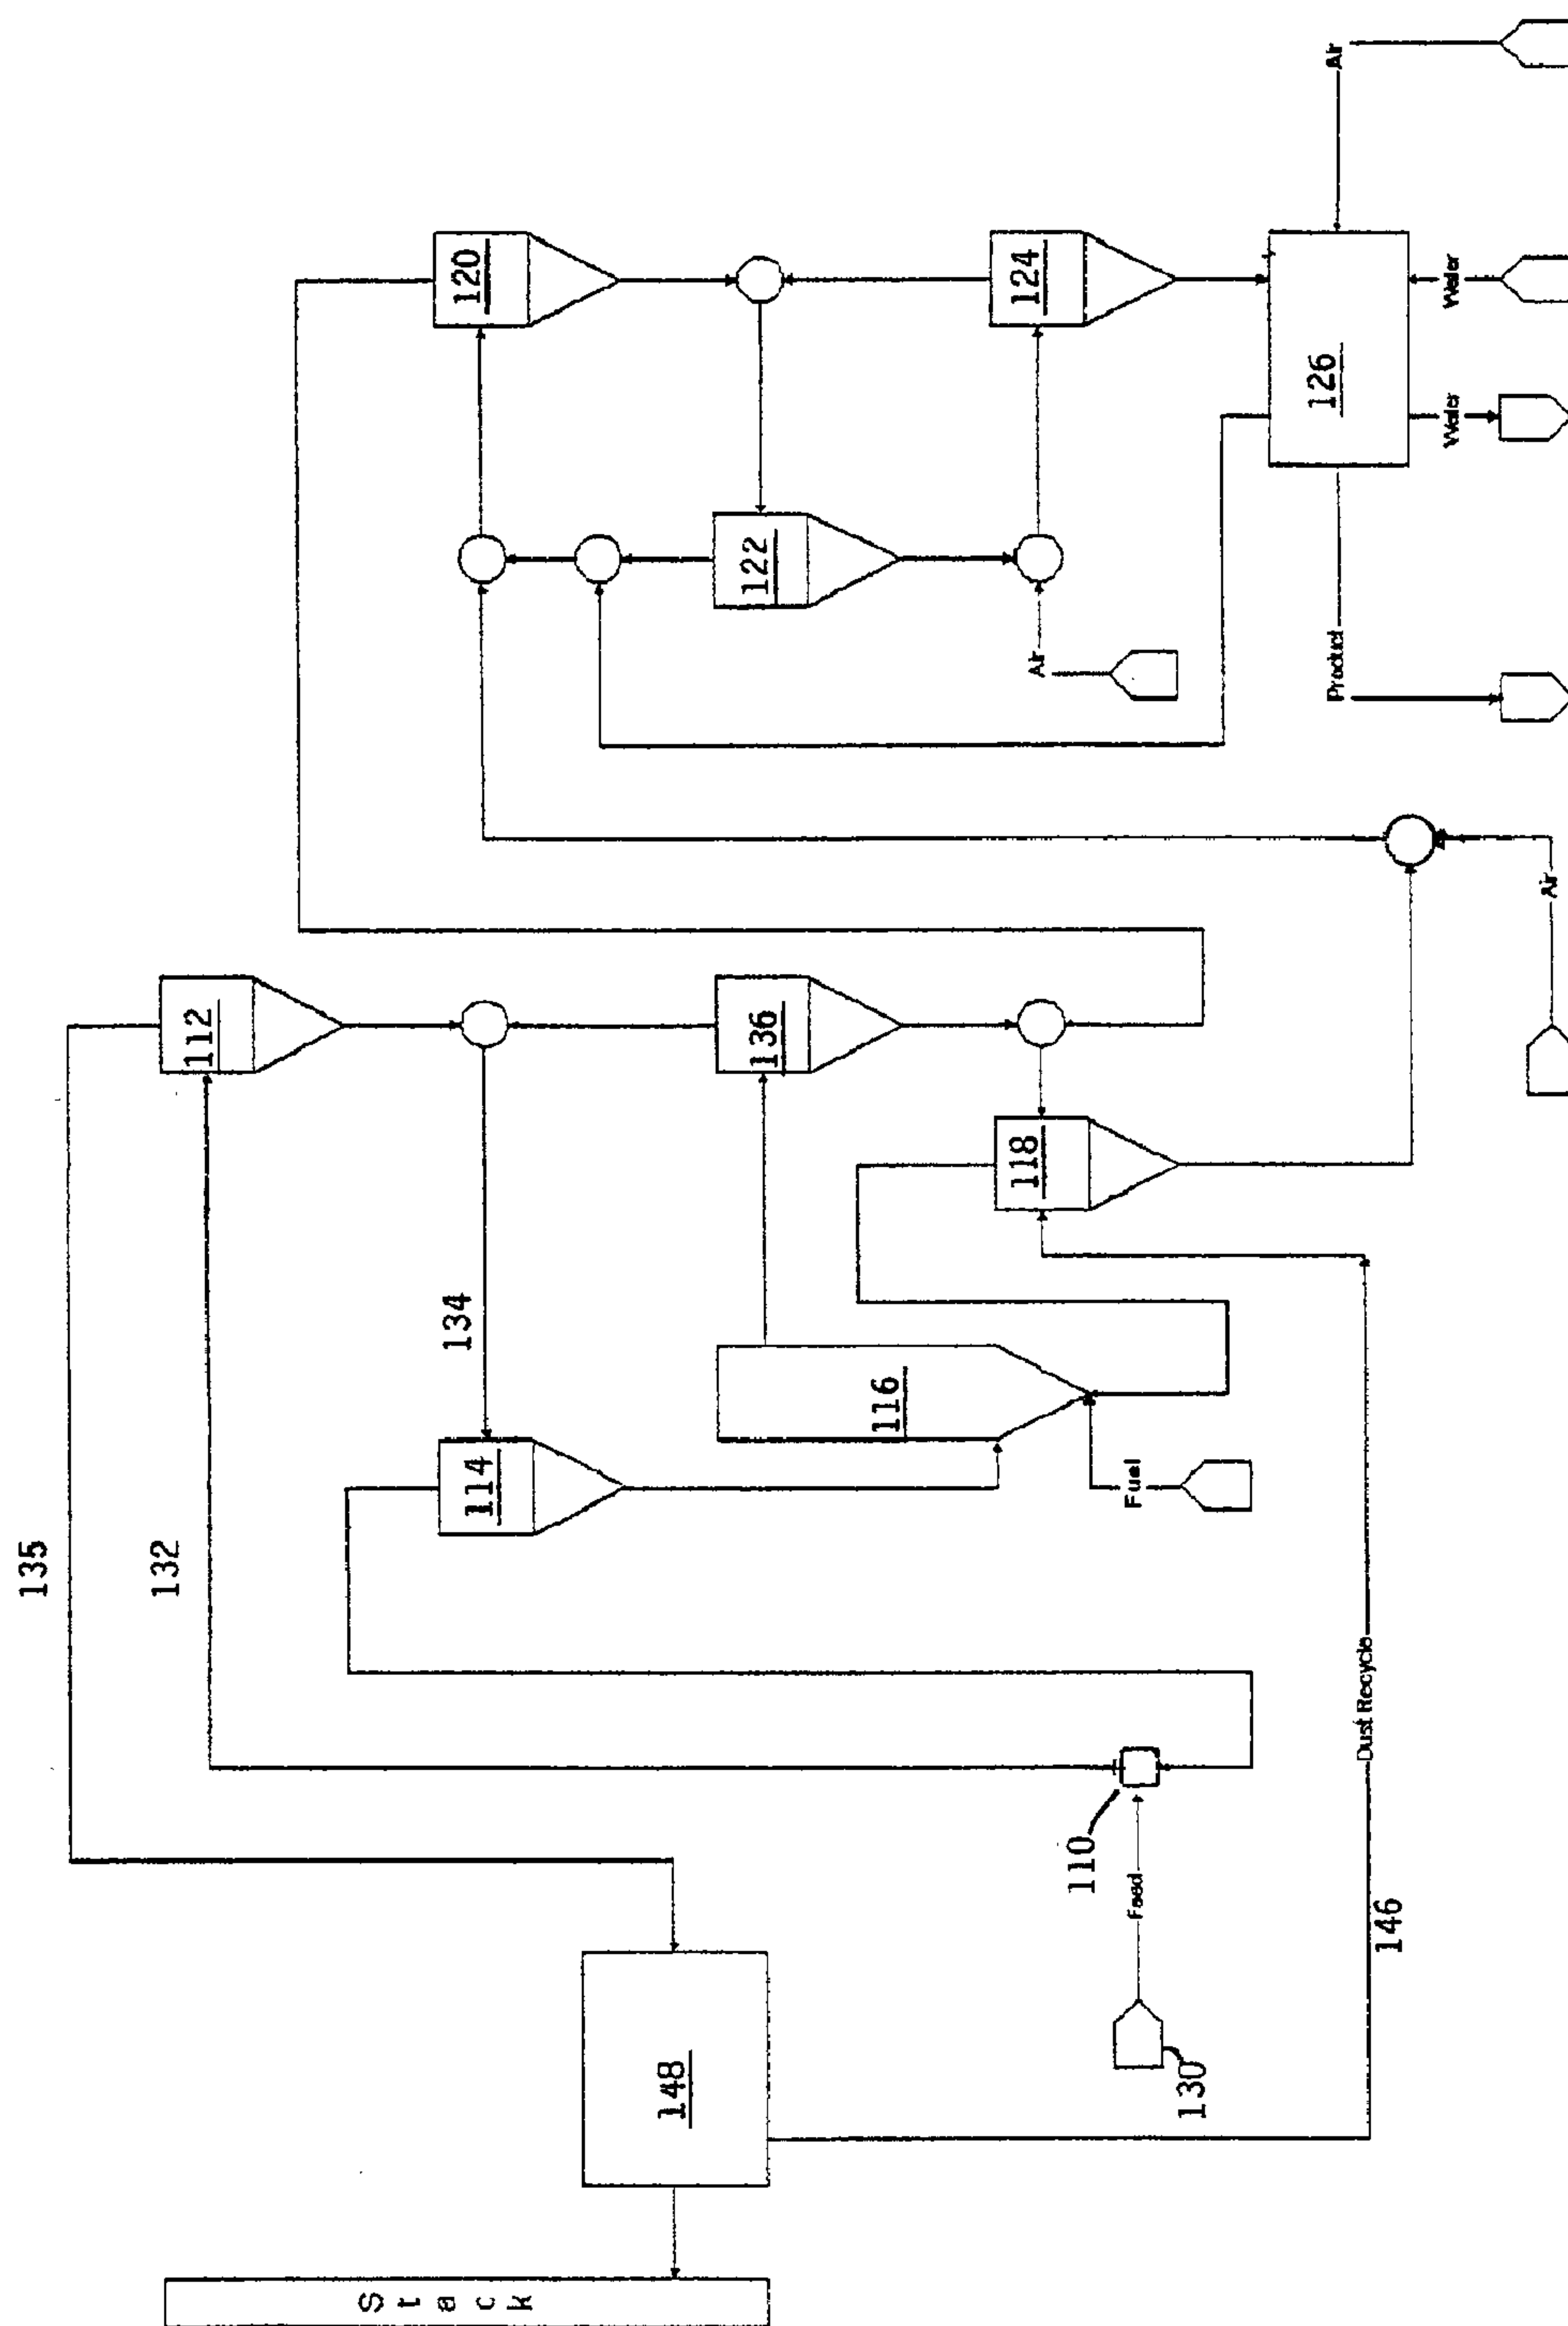 135
132
112
120
134
114
136
122
116
118
124
Air
Air
148
Fuel
110
Feed
130
126
Product
Air
Water
Water
Dust Recycle
146
Stack